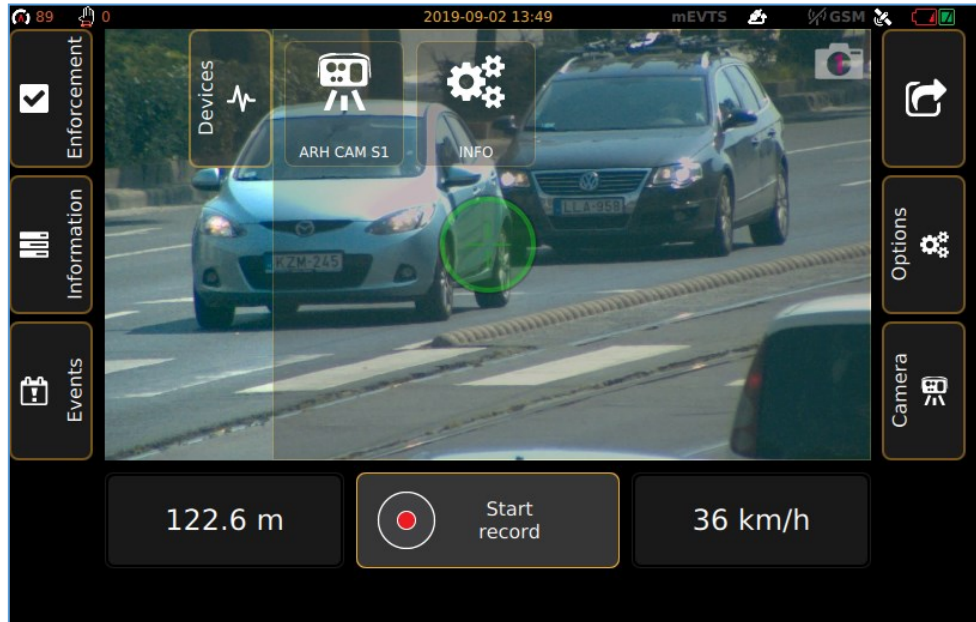 89
0
2019-09-02 13:49
mEVTS
GSM
Enforcement
Information
Events
Devices
ARH CAM S1
INFO
1
KZM-245
LLA-958
Options
Camera
122.6 m
Start
record
36 km/h